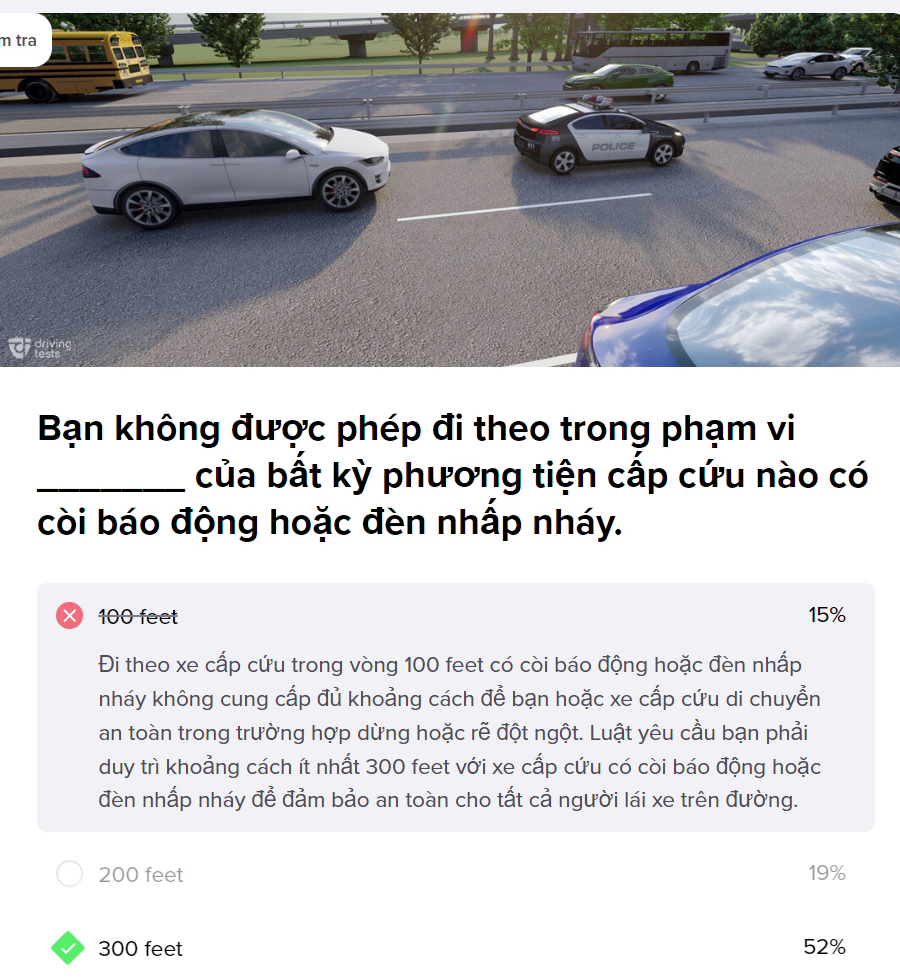 m tra
POLICE
driving
tests
Bạn không được phép đi theo trong phạm vi
_______ của bất kỳ phương tiện cấp cứu nào có
còi báo động hoặc đèn nhấp nháy.
100 feet 15%
Đi theo xe cấp cứu trong vòng 100 feet có còi báo động hoặc đèn nhấp
nháy không cung cấp đủ khoảng cách để bạn hoặc xe cấp cứu di chuyển
an toàn trong trường hợp dừng hoặc rẽ đột ngột. Luật yêu cầu bạn phải
duy trì khoảng cách ít nhất 300 feet với xe cấp cứu có còi báo động hoặc
đèn nhấp nháy để đảm bảo an toàn cho tất cả người lái xe trên đường.
200 feet 19%
300 feet 52%